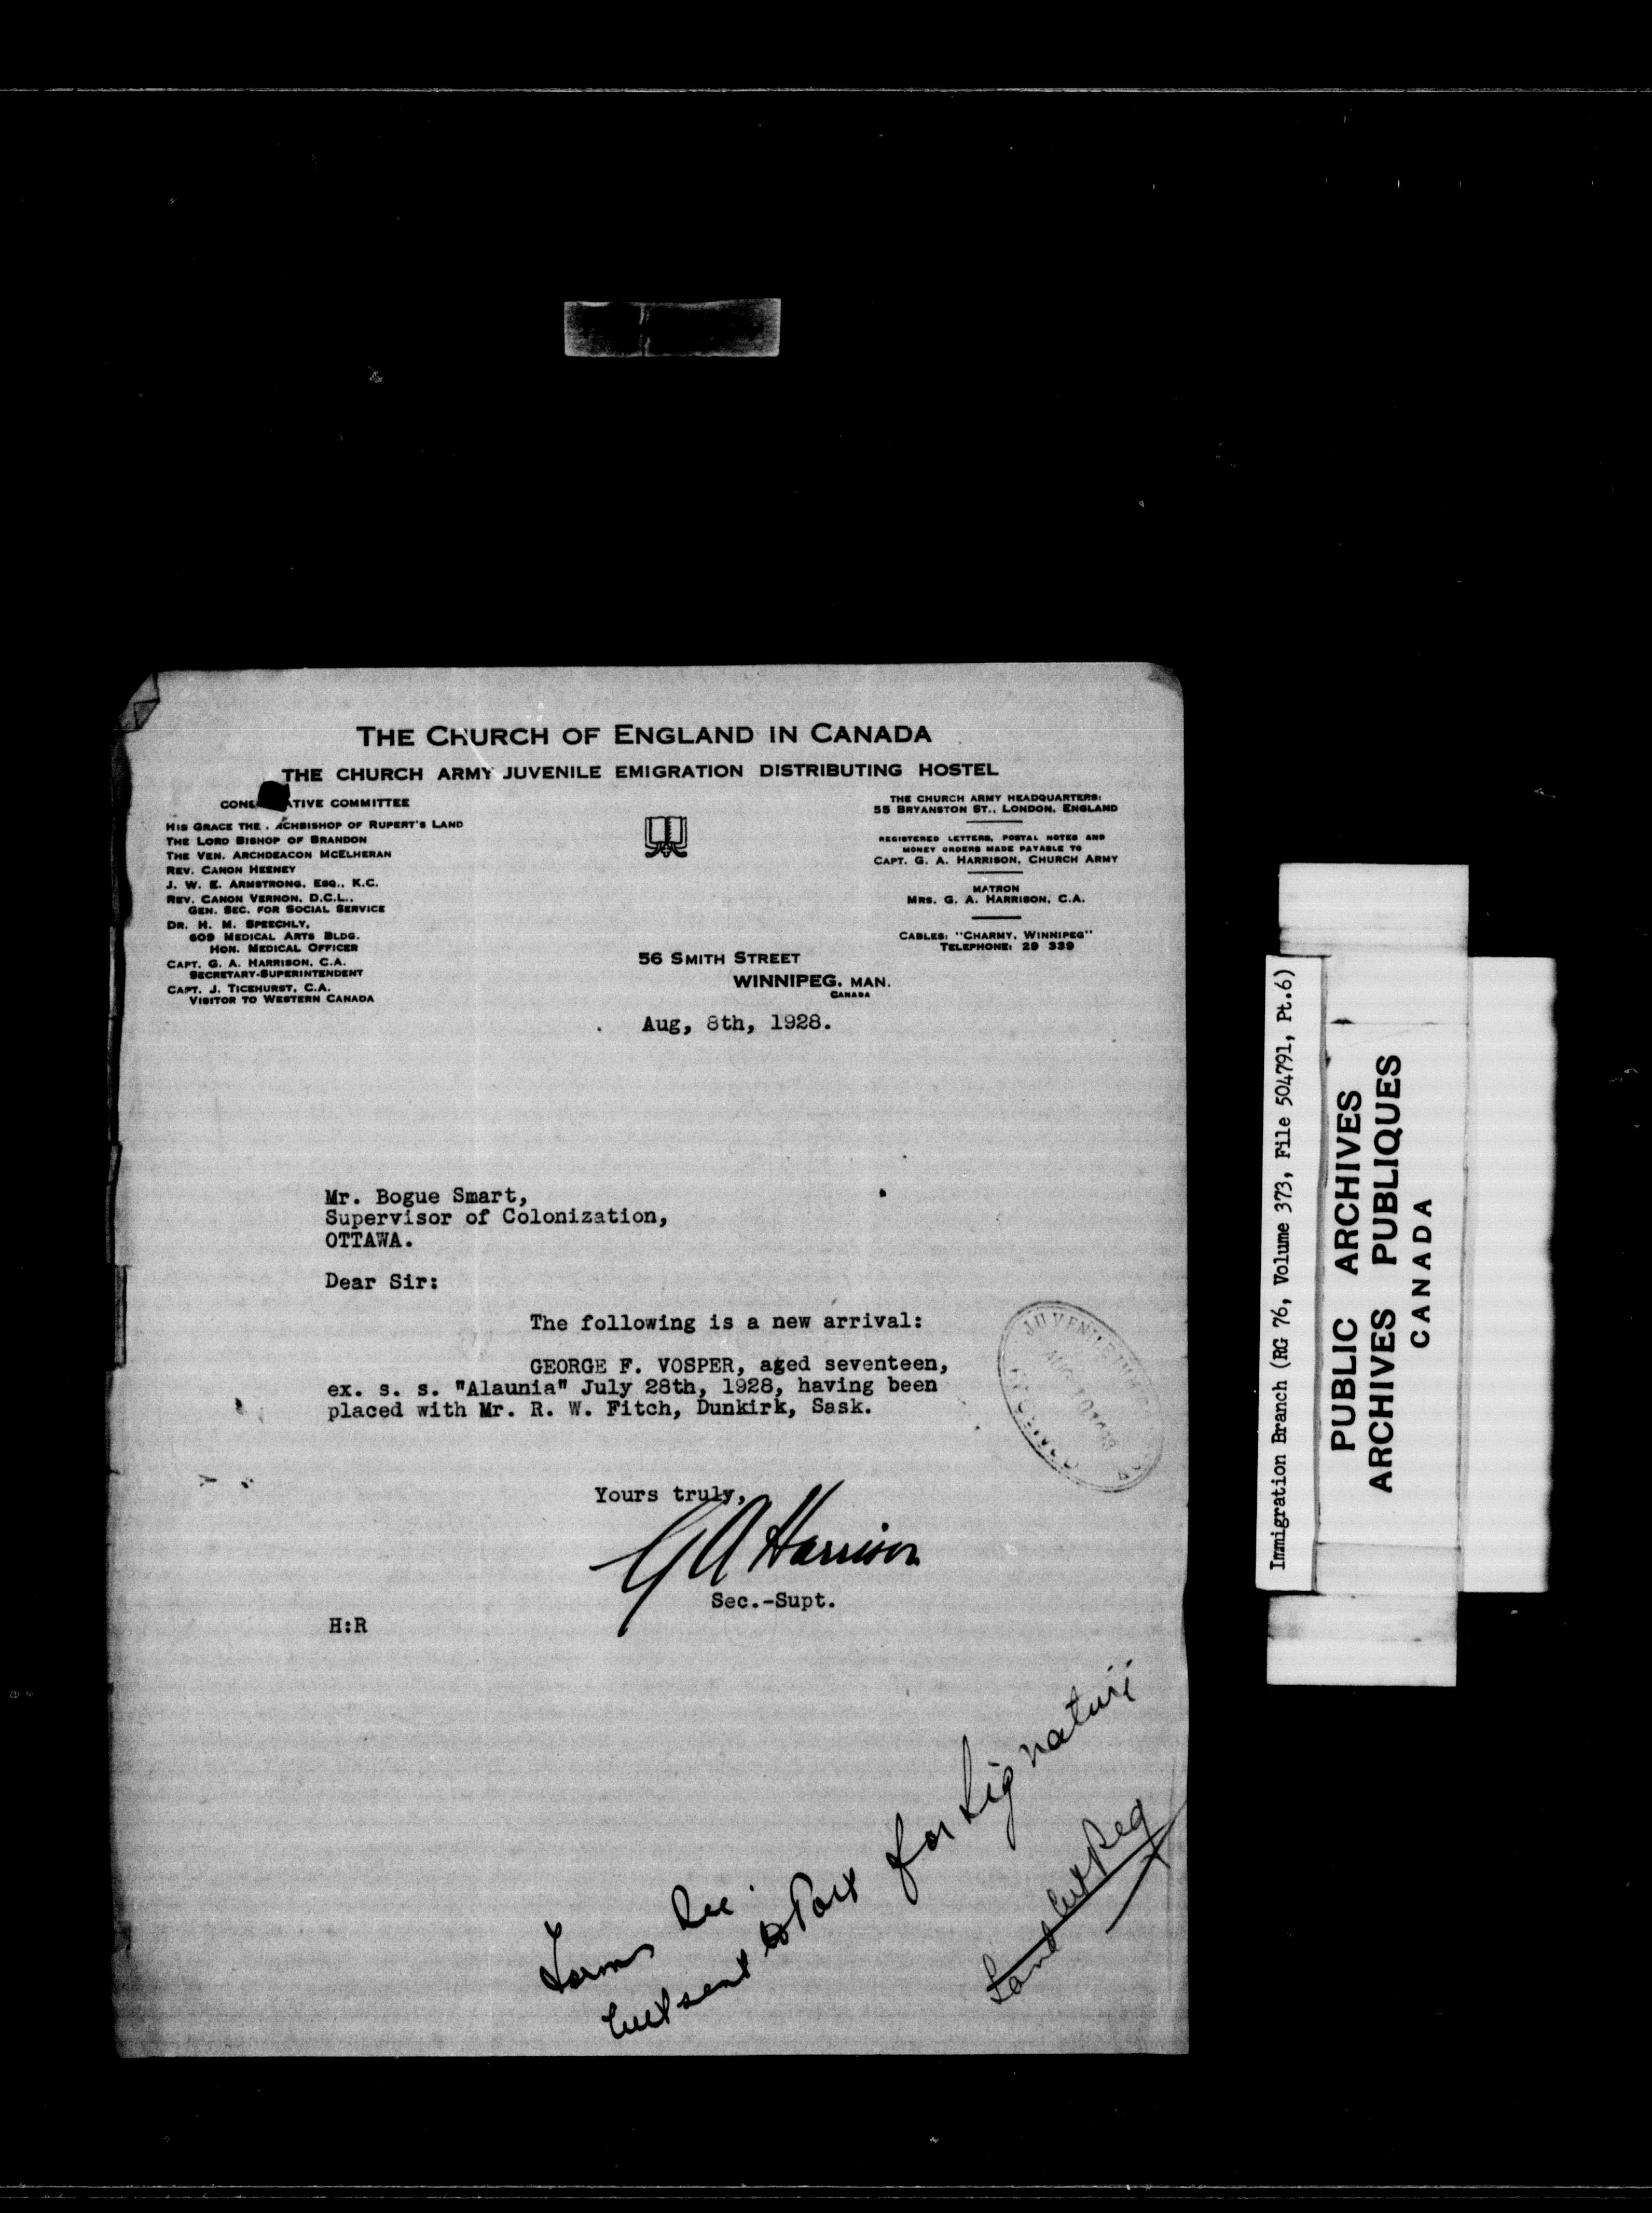 THE CHURCH OF ENGLAND IN CANADA
THE CHURCH ARMY JUVENILE EMIGRATION DISTRIBUTING HOSTEL
CONS ATIVE COMMITTEE
HIS GRACE THE . RCHBISHOP OF RUPERT'S LAND
THE LORD BISHOP OF BRANDON
THE VEN. ARCHDEACON MCELHERAN
REV. CANON HEENEY
J. W. E. ARMSTRONG, ESQ., K.C.
REV. CANON VERNON, D.C.L.,
GEN. SEC. FOR SOCIAL SERVICE
DR. H. M. SPEECHLY,
609 MEDICAL ARTS BLDG.
HON. MEDICAL OFFICER
CAPT. G. A. HARRISON, C.A.
SECRETARY-SUPERINTENDENT
CAPT. J. TICEHURST, C.A.
VISITOR TO WESTERN CANADA
THE CHURCH ARMY HEADQUARTERS:
55 BRYANSTON ST., LONDON, ENGLAND
REGISTERED LETTERS, POSTAL NOTES AND
MONEY ORDERS MADE PAYABLE TO
CAPT. G. A. HARRISON, CHURCH ARMY
MATRON
MRS. G. A. HARRISON, C.A.
CABLES: "CHARMY, WINNIPEG"
TELEPHONE: 29 339
56 SMITH STREET
WINNIPEG, MAN.
CANADA
Aug, 8th, 1928.
Mr. Bogue Smart,
Supervisor of Colonization,
OTTAWA.
Dear Sir:
The following is a new arrival:
GEORGE F. VOSPER, aged seventeen,
ex. s. s. "Alaunia" July 28th, 1928, having been
placed with Mr. R. W. Fitch, Dunkirk, Sask.
JUVENILE
AUG 10 1928
Yours truly,
G A Harrison
Sec.-Supt.
H:R
Forms
sent to for signature
Immigration Branch (RG 76, Volume 373, File 504791, Pt.6)
PUBLIC ARCHIVES
ARCHIVES PUBLIQUES
CANADA